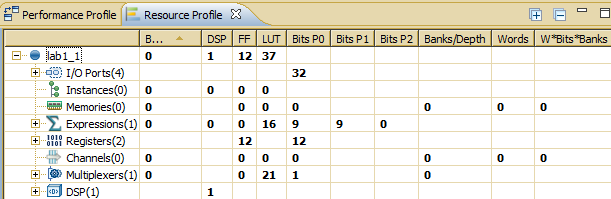 Performance Profile Resource Profile
B... DSP FF LUT Bits P0 Bits P1 Bits P2 Banks/Depth Words W*Bits*Banks
lab1_1 0 1 12 37
I/O Ports(4) 32
Instances(0) 0 0 0 0
Memories(0) 0 0 0 0 0 0 0
Expressions(1) 0 0 0 16 9 9 0
Registers(2) 12 12
Channels(0) 0 0 0 0 0 0 0
Multiplexers(1) 0 0 21 1 0
DSP(1) 1